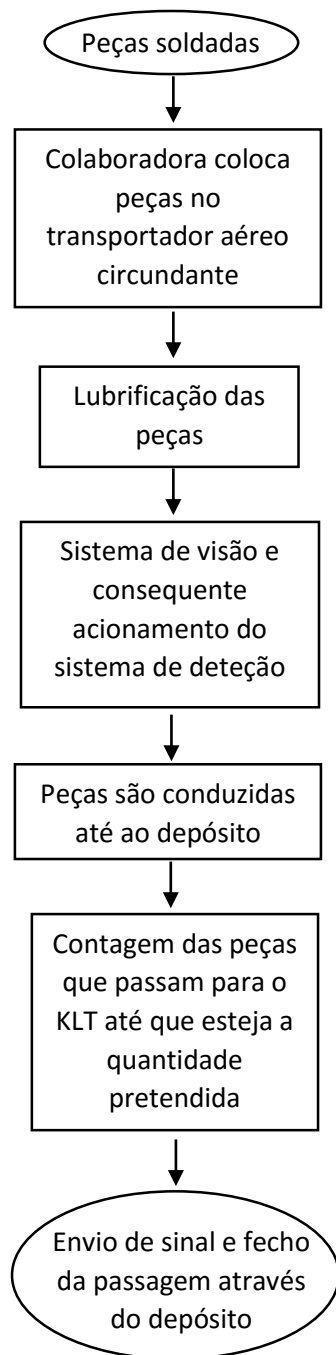 Peças soldadas
Colaboradora coloca
peças no
transportador aéreo
circundante
Lubrificação das
peças
Sistema de visão e
consequente
acionamento do
sistema de deteção
Peças são conduzidas
até ao depósito
Contagem das peças
que passam para o
KLT até que esteja a
quantidade
pretendida
Envio de sinal e fecho
da passagem através
do depósito